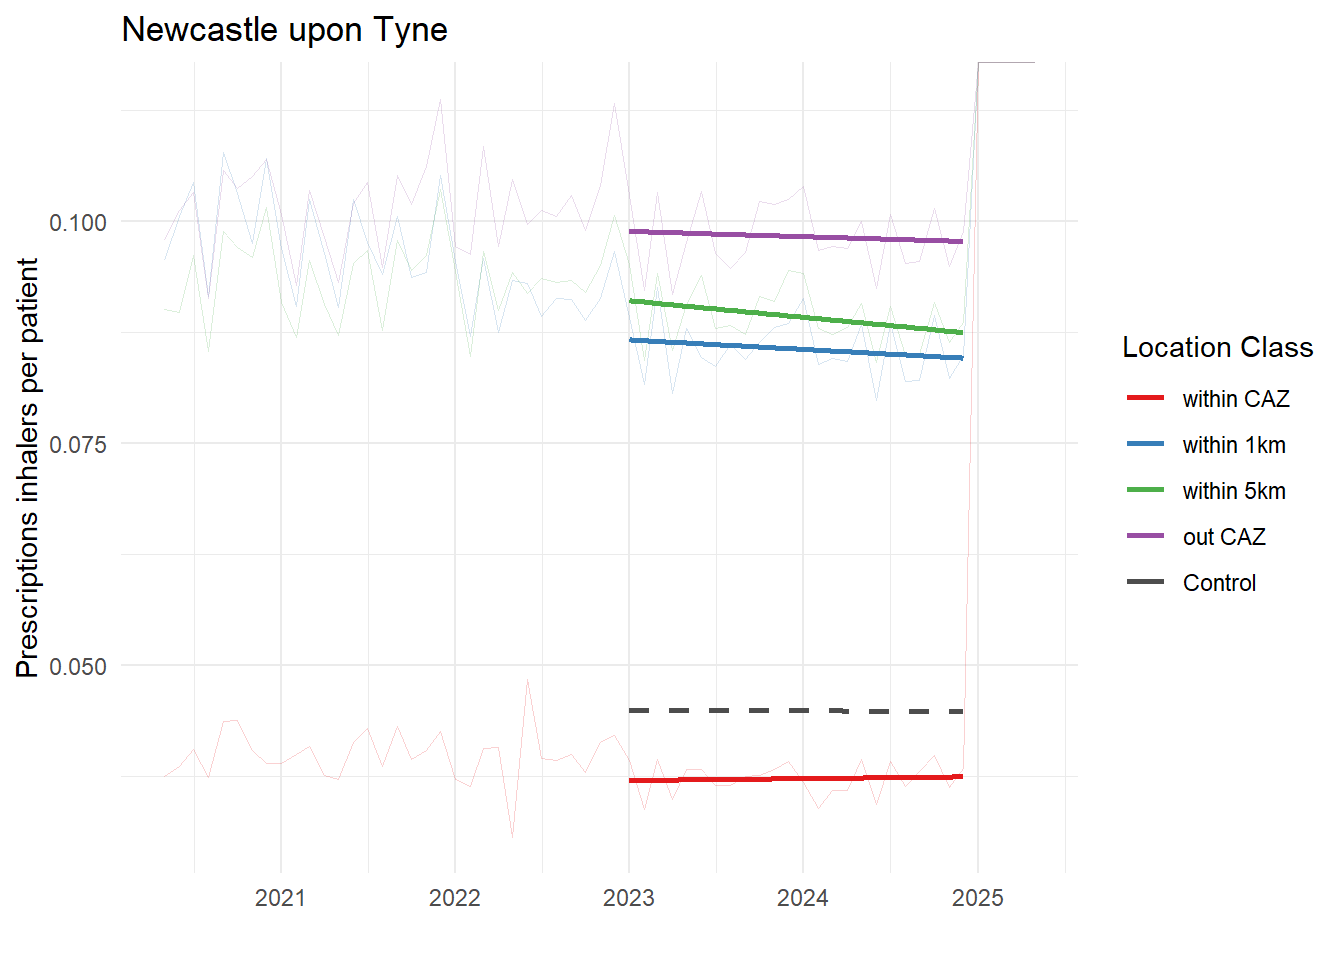 Newcastle upon Tyne
Prescriptions inhalers per patient
0.100
0.075
0.050
2021
2022
2023
2024
2025
Location Class
within CAZ
within 1km
within 5km
out CAZ
Control